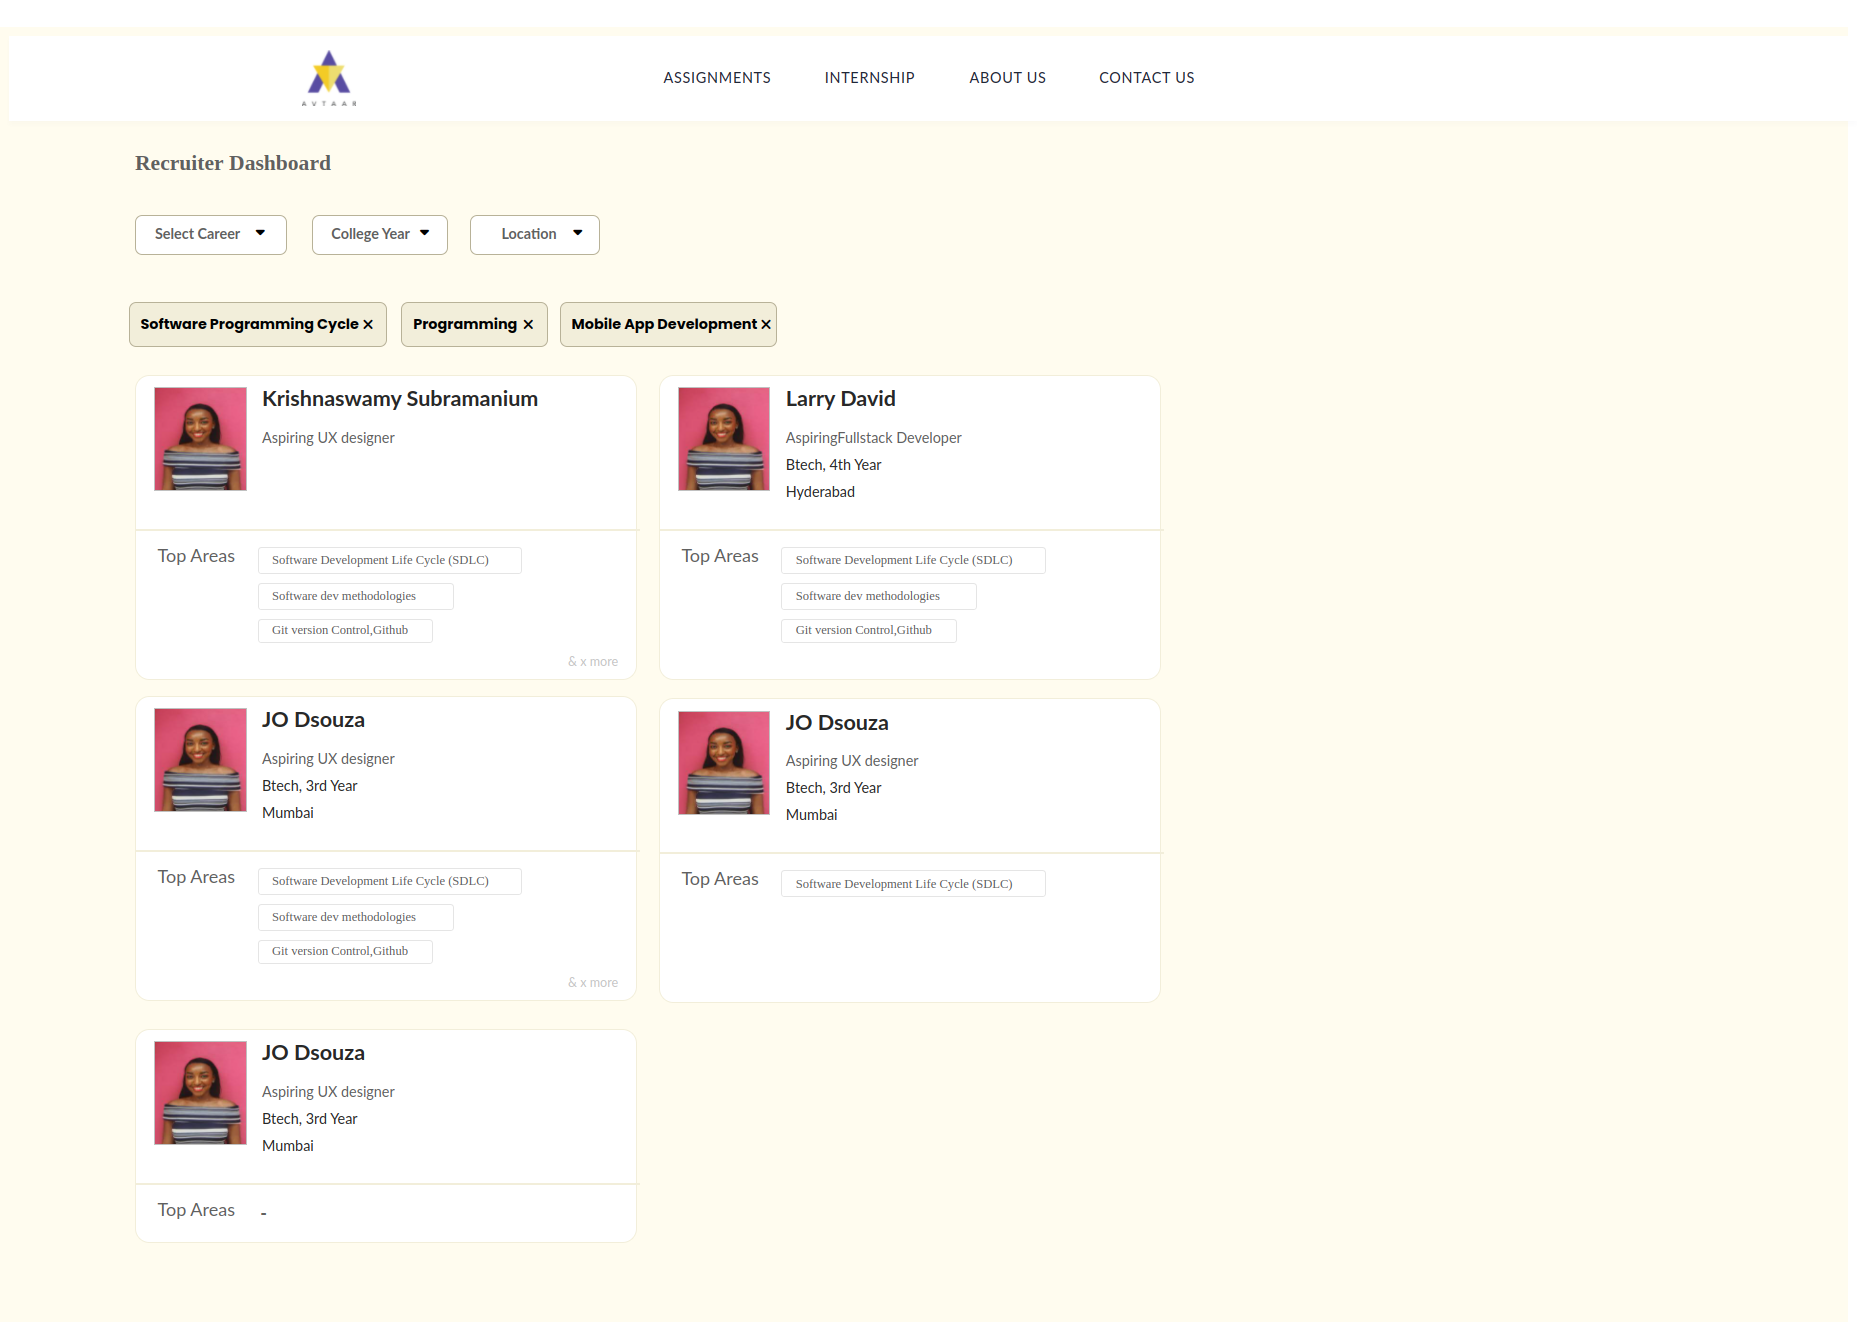 AVTAAR
ASSIGNMENTS INTERNSHIP ABOUT US CONTACT US
Recruiter Dashboard
Select Career College Year Location
Software Programming Cycle × Programming × Mobile App Development ×
Krishnaswamy Subramanium
Aspiring UX designer
Top Areas
Software Development Life Cycle (SDLC)
Software dev methodologies
Git version Control,Github
& x more
Larry David
AspiringFullstack Developer
Btech, 4th Year
Hyderabad
Top Areas
Software Development Life Cycle (SDLC)
Software dev methodologies
Git version Control,Github
JO Dsouza
Aspiring UX designer
Btech, 3rd Year
Mumbai
Top Areas
Software Development Life Cycle (SDLC)
Software dev methodologies
Git version Control,Github
& x more
JO Dsouza
Aspiring UX designer
Btech, 3rd Year
Mumbai
Top Areas
Software Development Life Cycle (SDLC)
JO Dsouza
Aspiring UX designer
Btech, 3rd Year
Mumbai
Top Areas -